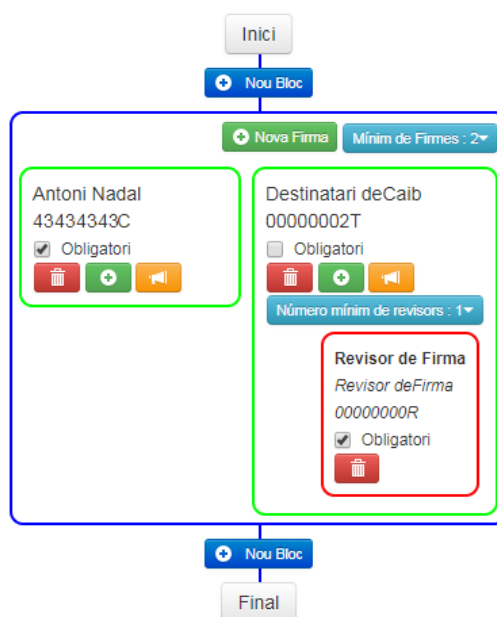 Inici
Nou Bloc
Nova Firma
Mínim de Firmes : 2
Antoni Nadal
43434343C
Obligatori
Destinatari deCaib
00000002T
Obligatori
Número mínim de revisors : 1
Revisor de Firma
Revisor deFirma
00000000R
Obligatori
Nou Bloc
Final